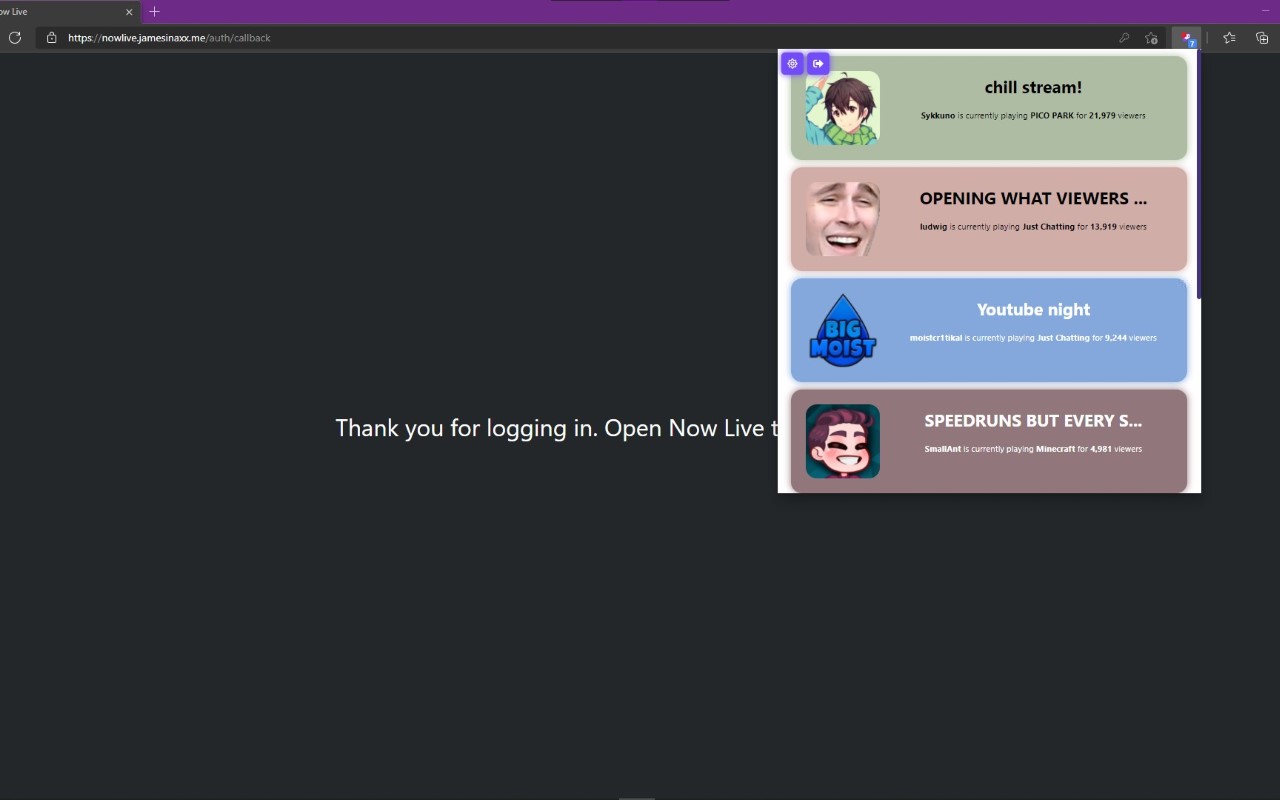 ow Live
https://nowlive.jamesinaxx.me/auth/callback
7
chill stream!
Sykkuno is currently playing PICO PARK for 21,979 viewers
OPENING WHAT VIEWERS ...
ludwig is currently playing Just Chatting for 13,919 viewers
BIG
MOIST
Youtube night
moistcr1tikal is currently playing Just Chatting for 9,244 viewers
Thank you for logging in. Open Now Live t
SPEEDRUNS BUT EVERY S...
SmallAnt is currently playing Minecraft for 4,981 viewers